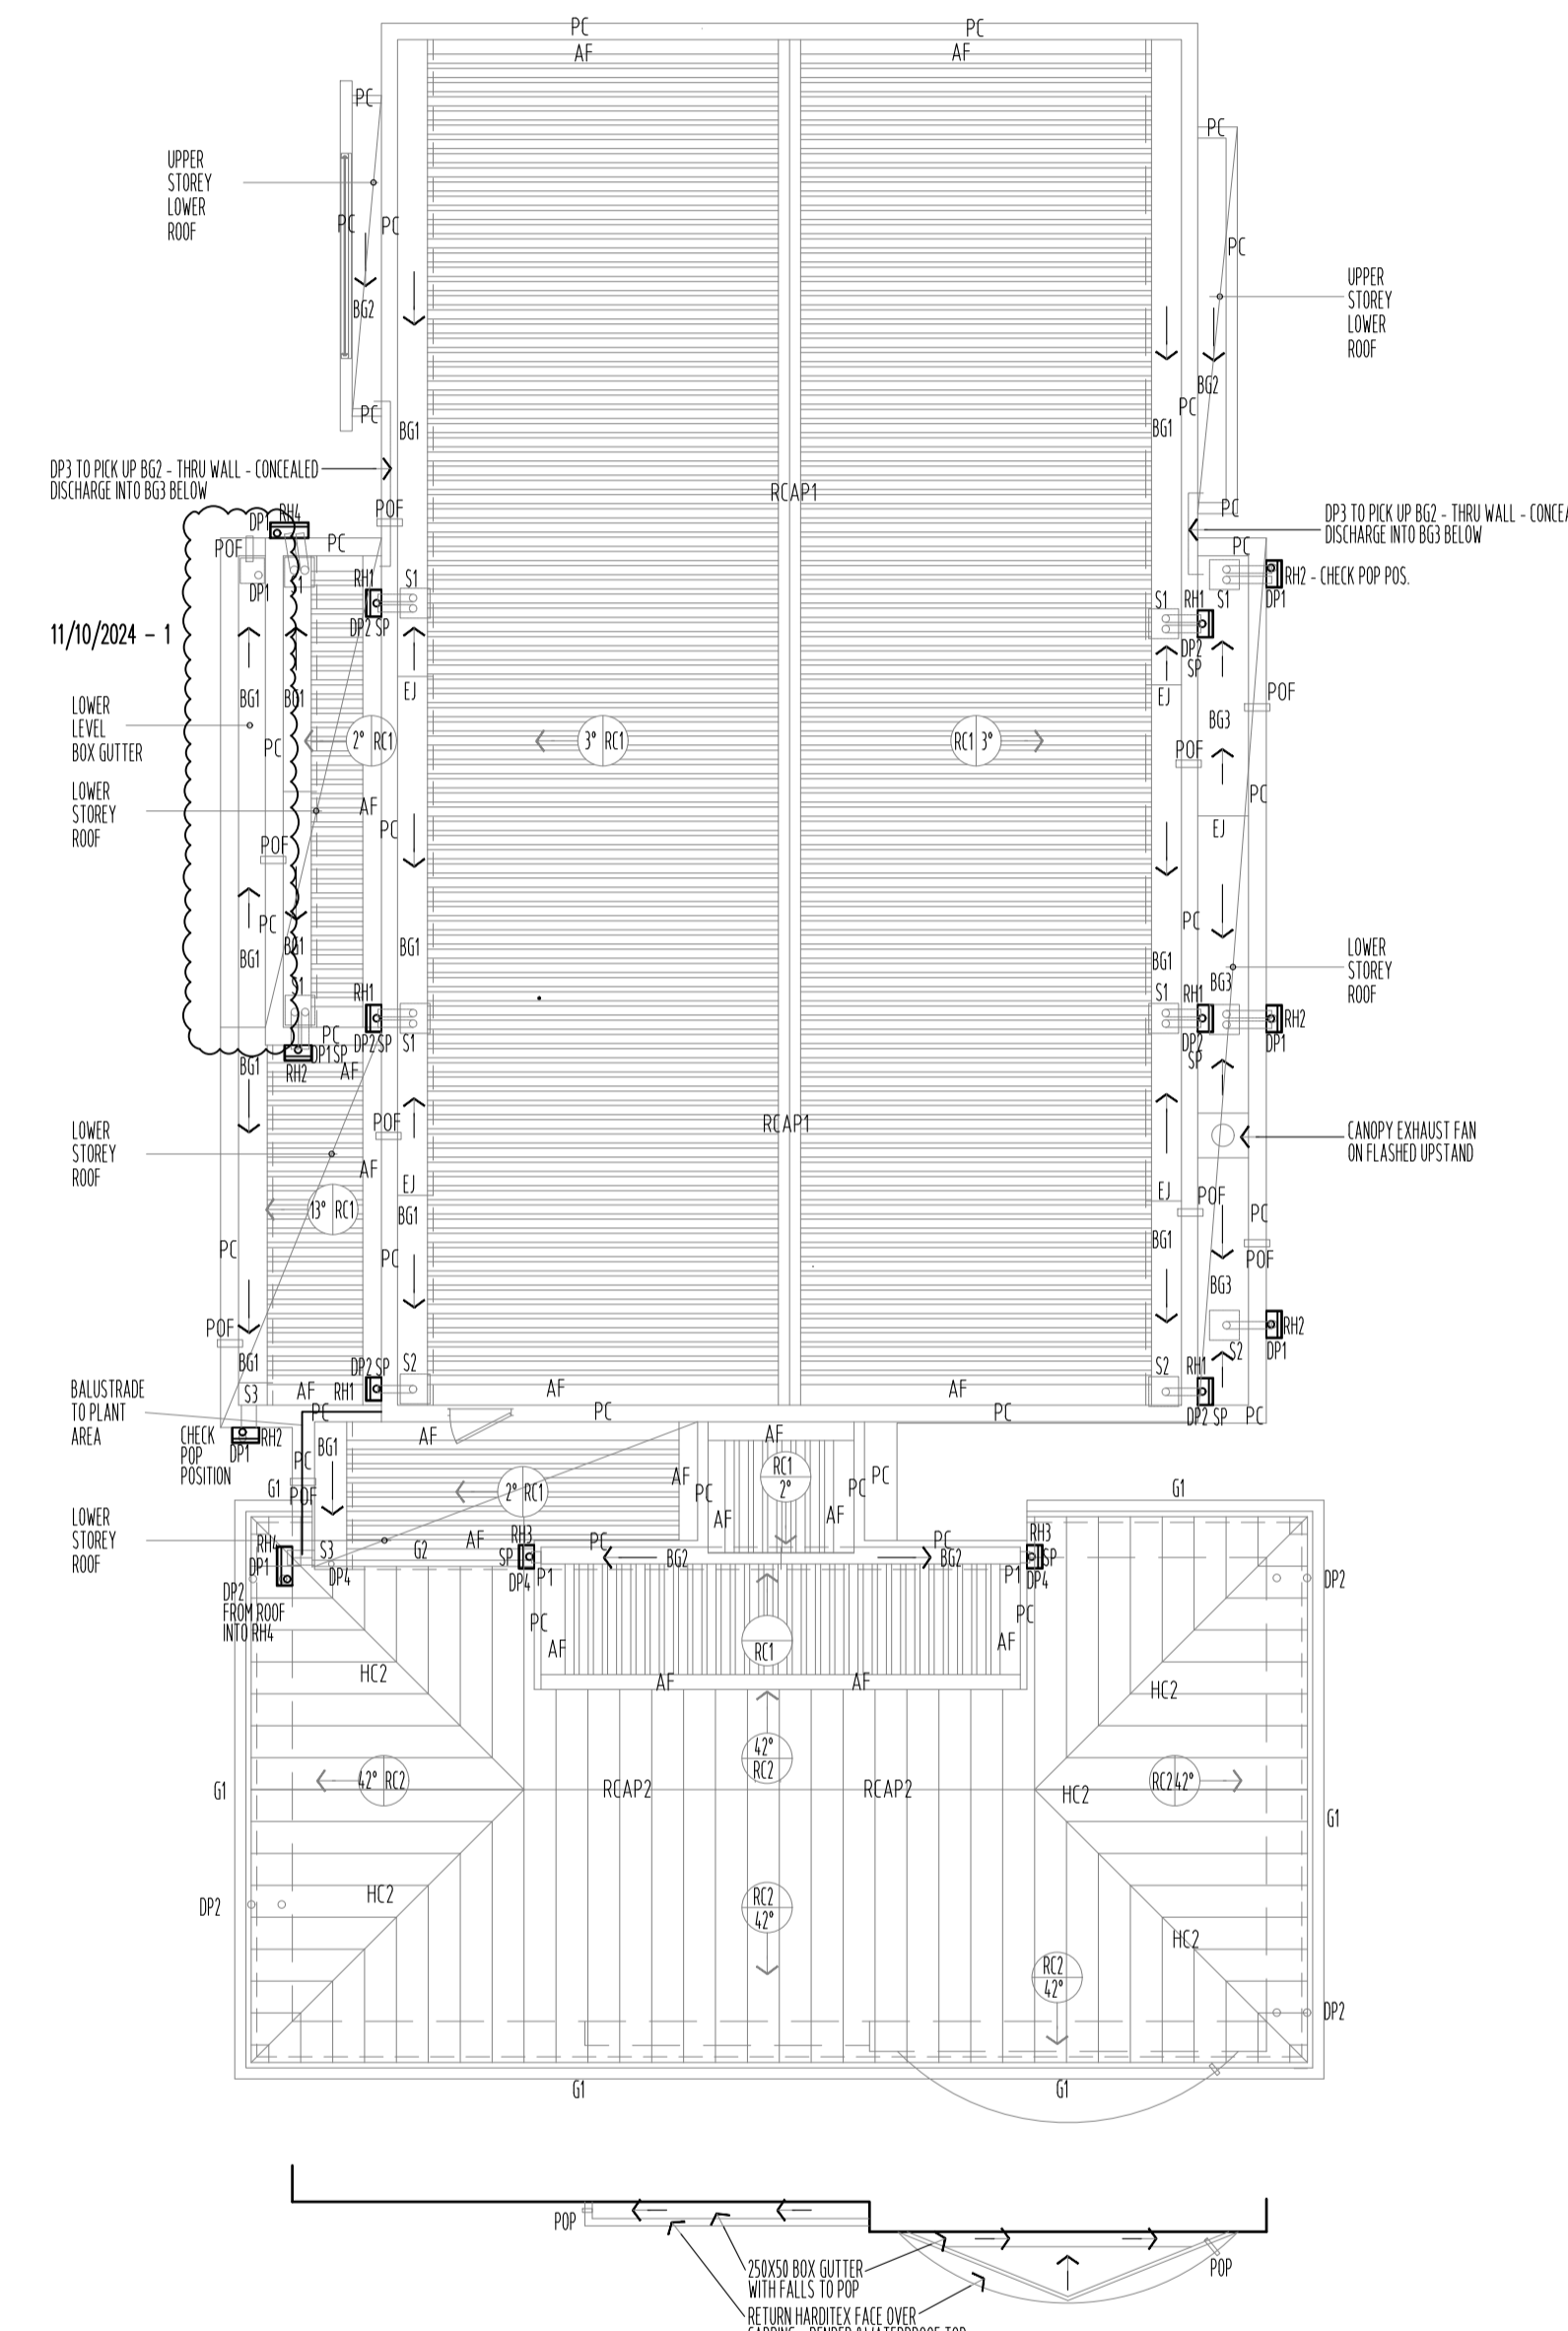 PC
PC
AF
AF
PC
PC
UPPER
STOREY
LOWER
ROOF
PC
PC
PC
UPPER
STOREY
LOWER
ROOF
BG2
BG2
PC
PC
BG1
BG1
DP3 TO PICK UP BG2 - THRU WALL - CONCEALED
DISCHARGE INTO BG3 BELOW
RCAP1
POF
PC
DP3 TO PICK UP BG2 - THRU WALL - CONCEA
DISCHARGE INTO BG3 BELOW
RH4
DP1
POF
PC
PC
RH1
S1
RH2 - CHECK POP POS.
DP1
DP2 SP
S1
RH1
S1
DP1
11/10/2024 - 1
DP2
SP
BG1
BG1
EJ
EJ
POF
LOWER
LEVEL
BOX GUTTER
BG3
PC
2° RC1
3° RC1
RC1 3°
POF
LOWER
STOREY
ROOF
AF
PC
PC
EJ
POF
PC
PC
BG1
BG1
BG1
BG1
LOWER
STOREY
ROOF
BG3
RH1
S1
RH1
RH2
PC
DP1SP
DP2 SP
S1
DP2
SP
DP1
BG1
RH2
AF
POF
RCAP1
LOWER
STOREY
ROOF
CANOPY EXHAUST FAN
ON FLASHED UPSTAND
AF
EJ
EJ
POF
13° RC1
BG1
PC
PC
PC
BG1
POF
BG3
POF
RH2
BG1
DP2 SP
S2
S2
DP1
S2
RH1
BALUSTRADE
TO PLANT
AREA
S3
AF
RH1
AF
AF
PC
PC
PC
DP2 SP
PC
CHECK
POP
POSITION
RH2
DP1
BG1
AF
AF
PC
RC1
2°
AF
PC
PC
PC
G1
POF
2° RC1
G1
AF
AF
LOWER
STOREY
ROOF
RH4
DP1
S3
G2
AF
RH3
PC
PC
RH3
SP
BG2
BG2
SP
DP4
DP4
P1
P1
DP4
DP2
DP2
FROM ROOF
INTO RH4
PC
PC
AF
RC1
AF
HC2
AF
AF
HC2
42°
RC2
42° RC2
RC2 42°
G1
RCAP2
RCAP2
HC2
G1
HC2
DP2
RC2
42°
HC2
RC2
42°
DP2
G1
G1
POP
250X50 BOX GUTTER
WITH FALLS TO POP
POP
RETURN HARDITEX FACE OVER